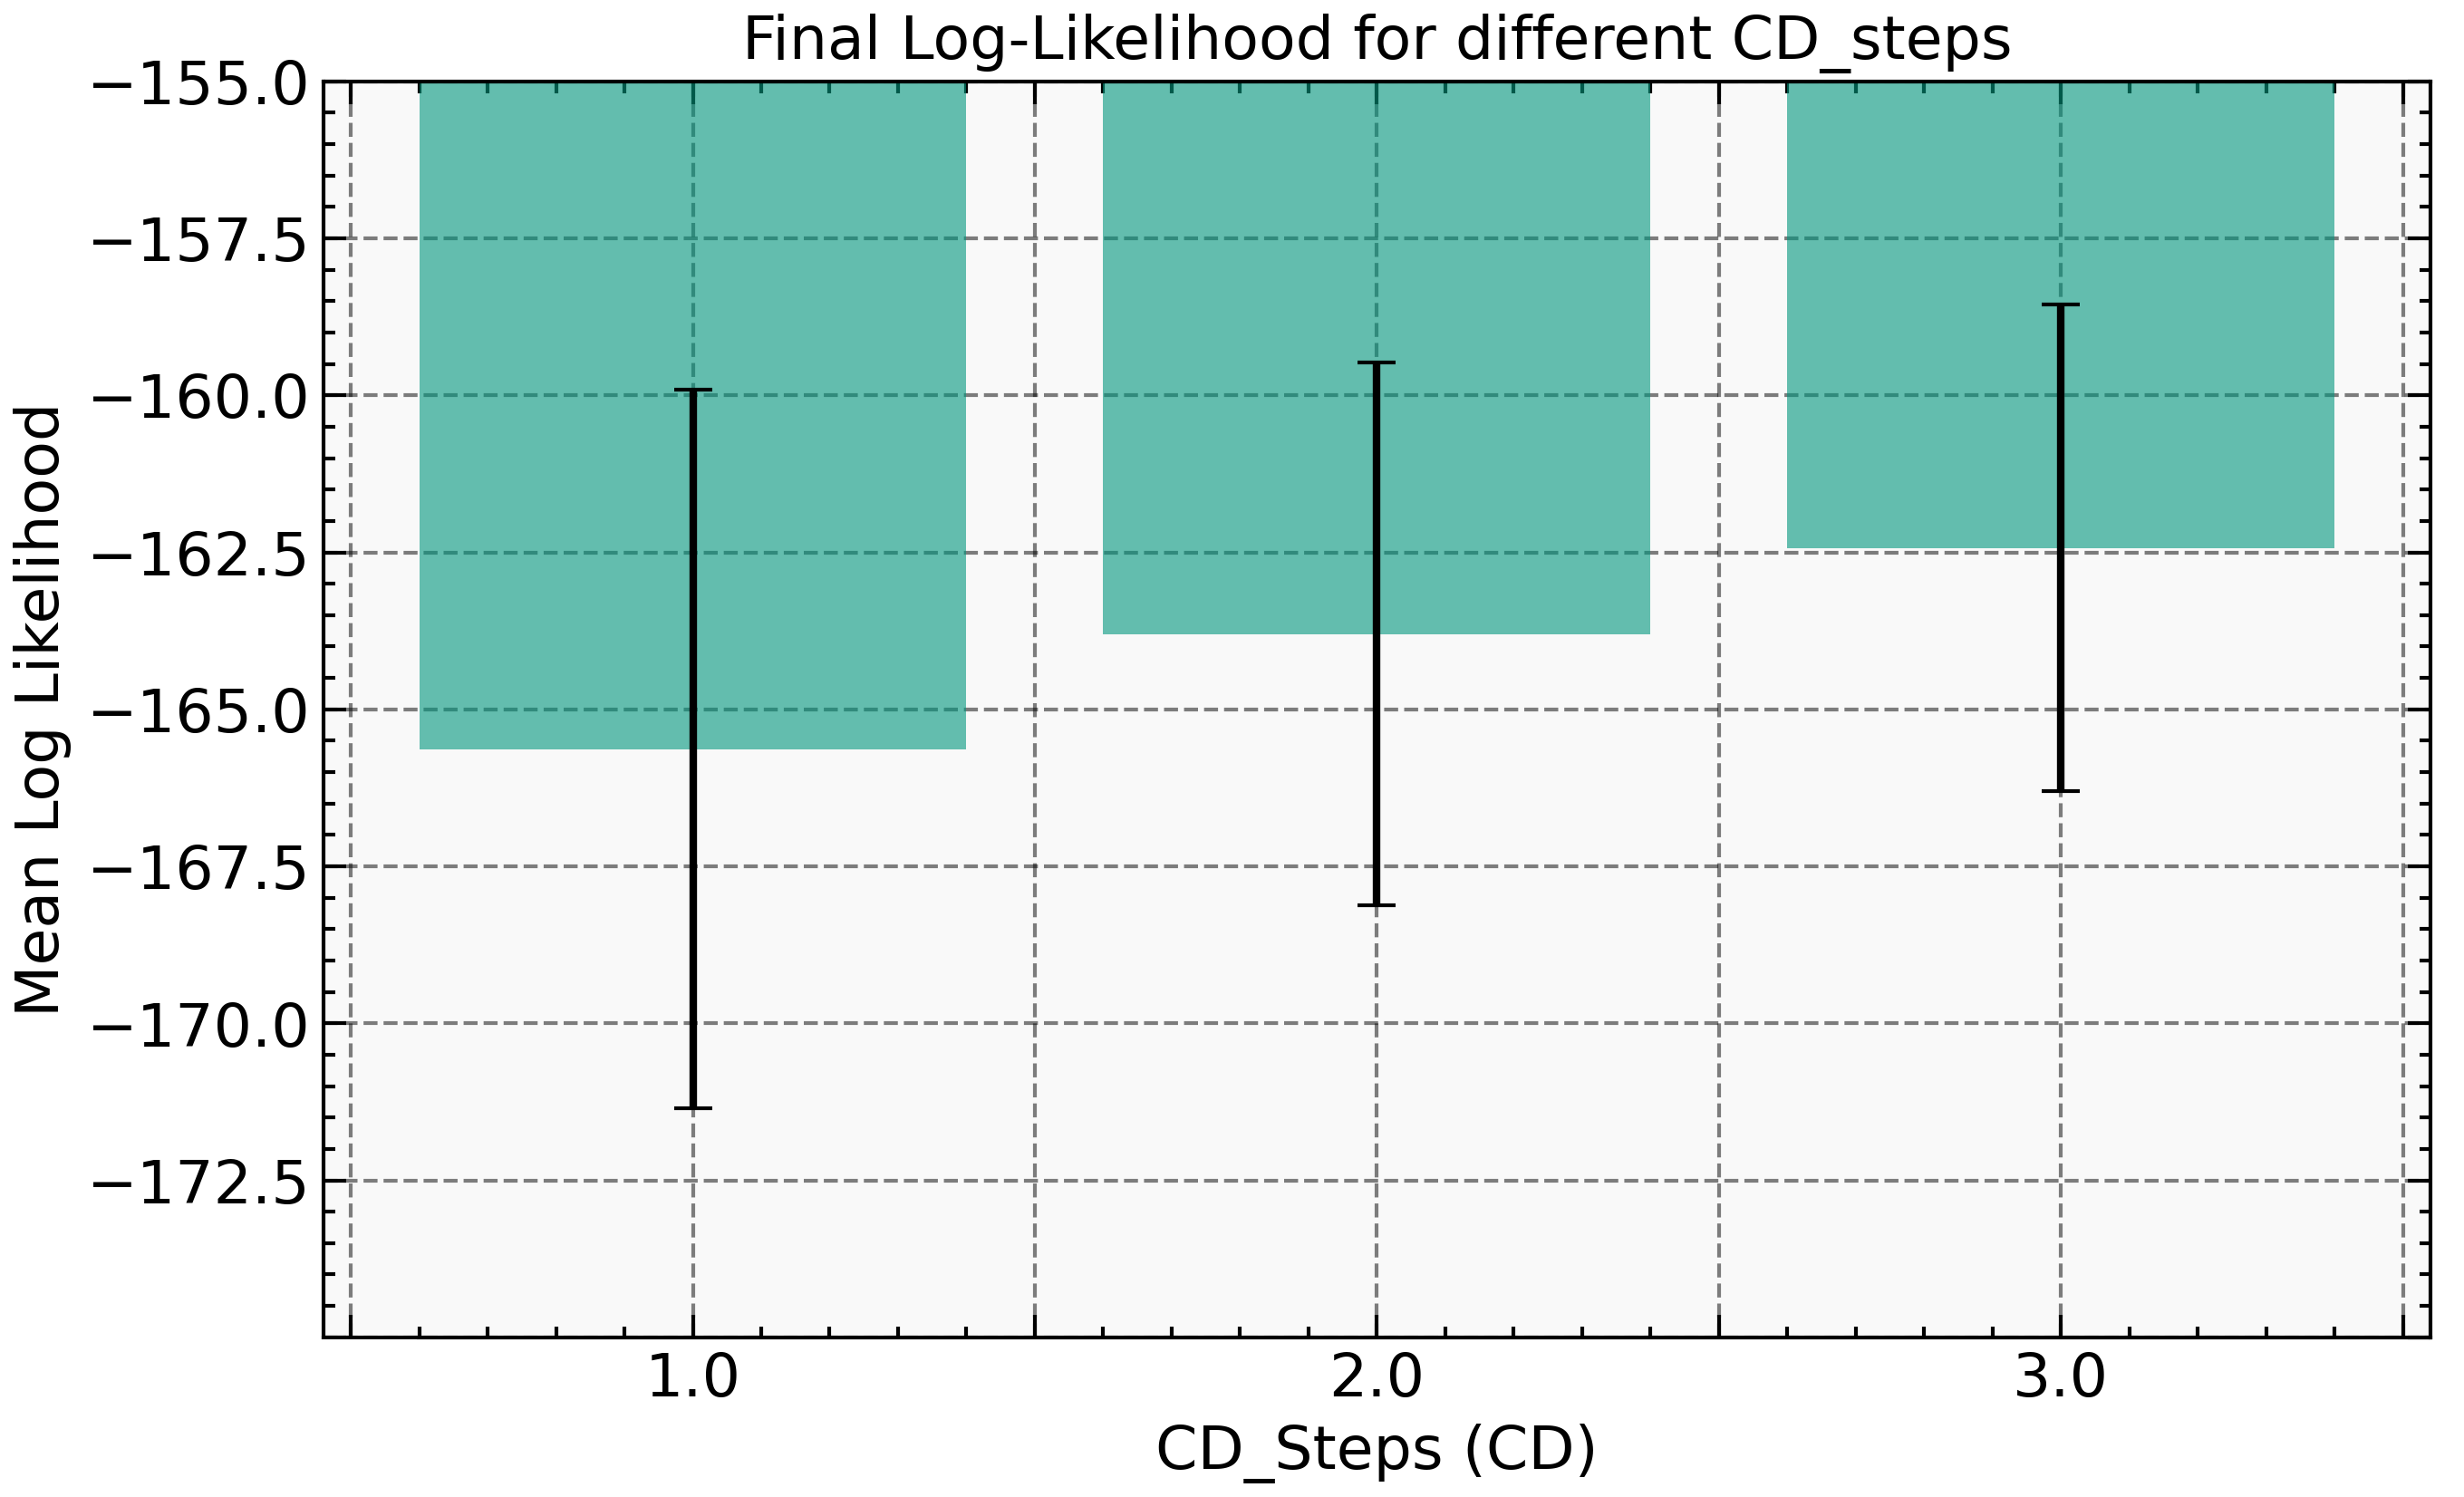 Final Log-Likelihood for different CD_steps
−155.0
−157.5
−160.0
−162.5
−165.0
−167.5
−170.0
−172.5
Mean Log Likelihood
1.0 2.0 3.0
CD_Steps (CD)